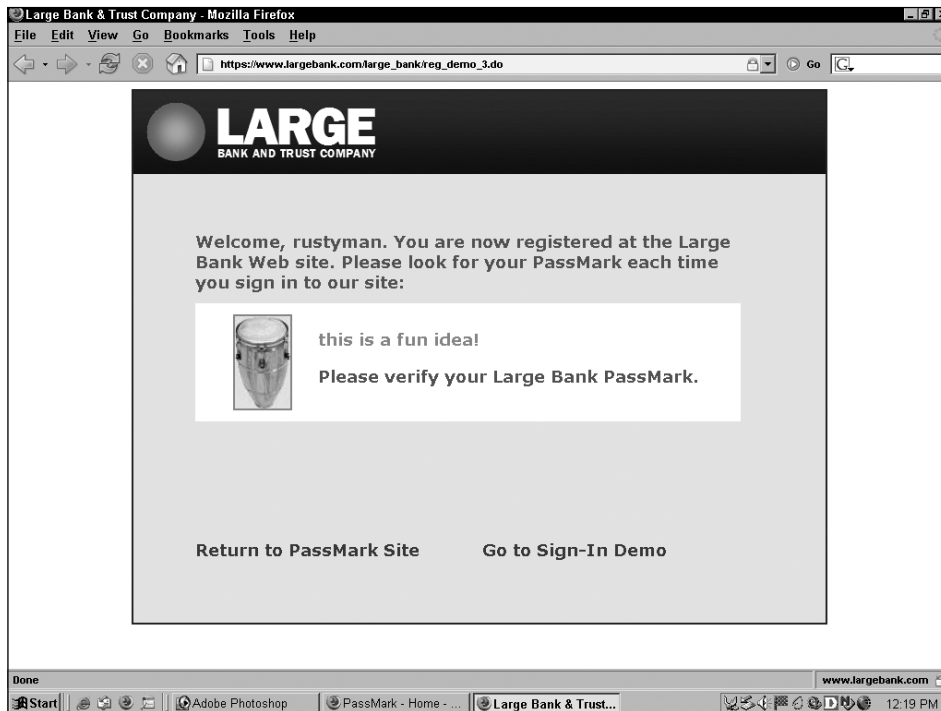 Large Bank & Trust Company - Mozilla Firefox
File Edit View Go Bookmarks Tools Help
https://www.largebank.com/large_bank/reg_demo_3.do
Go
G
LARGE
BANK AND TRUST COMPANY
Welcome, rustyman. You are now registered at the Large
Bank Web site. Please look for your PassMark each time
you sign in to our site:
this is a fun idea!
Please verify your Large Bank PassMark.
Return to PassMark Site Go to Sign-In Demo
Done www.largebank.com
Start Adobe Photoshop PassMark - Home - ... Large Bank & Trust... 12:19 PM